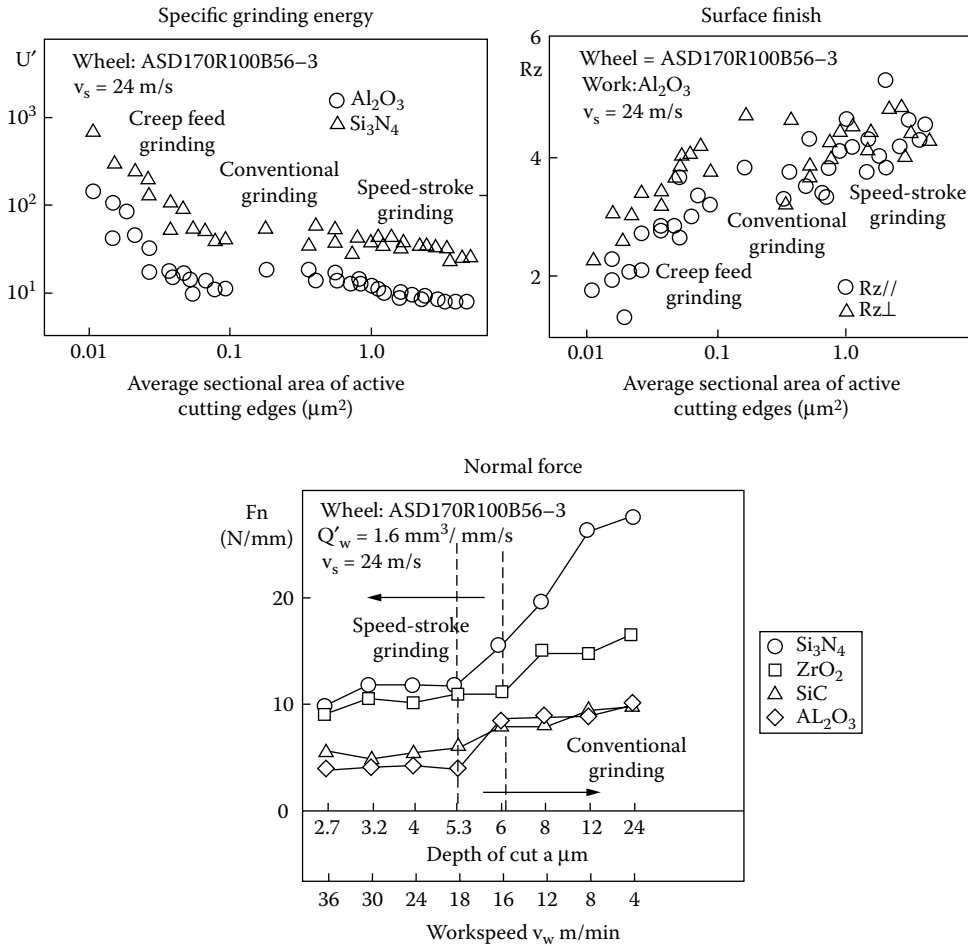 Specific grinding energy
U′
Wheel: ASD170R100B56–3
v_s = 24 m/s
Al₂O₃
Si₃N₄
Creep feed
grinding
Conventional
grinding
Speed-stroke
grinding
10³
10²
10¹
0.01
0.1
1.0
Average sectional area of active
cutting edges (μm²)
Surface finish
6
Rz
Wheel = ASD170R100B56–3
Work:Al₂O₃
v_s = 24 m/s
4
2
Speed-stroke
grinding
Conventional
grinding
Creep feed
grinding
Rz//
Rz⊥
0.01
0.1
1.0
Average sectional area of active
cutting edges (μm²)
Normal force
Fn
(N/mm)
Wheel: ASD170R100B56–3
Q′_w = 1.6 mm³/ mm/s
v_s = 24 m/s
20
10
0
Speed-stroke
grinding
Conventional
grinding
Si₃N₄
ZrO₂
SiC
AL₂O₃
2.7 3.2 4 5.3 6 8 12 24
Depth of cut a μm
36 30 24 18 16 12 8 4
Workspeed v_w m/min